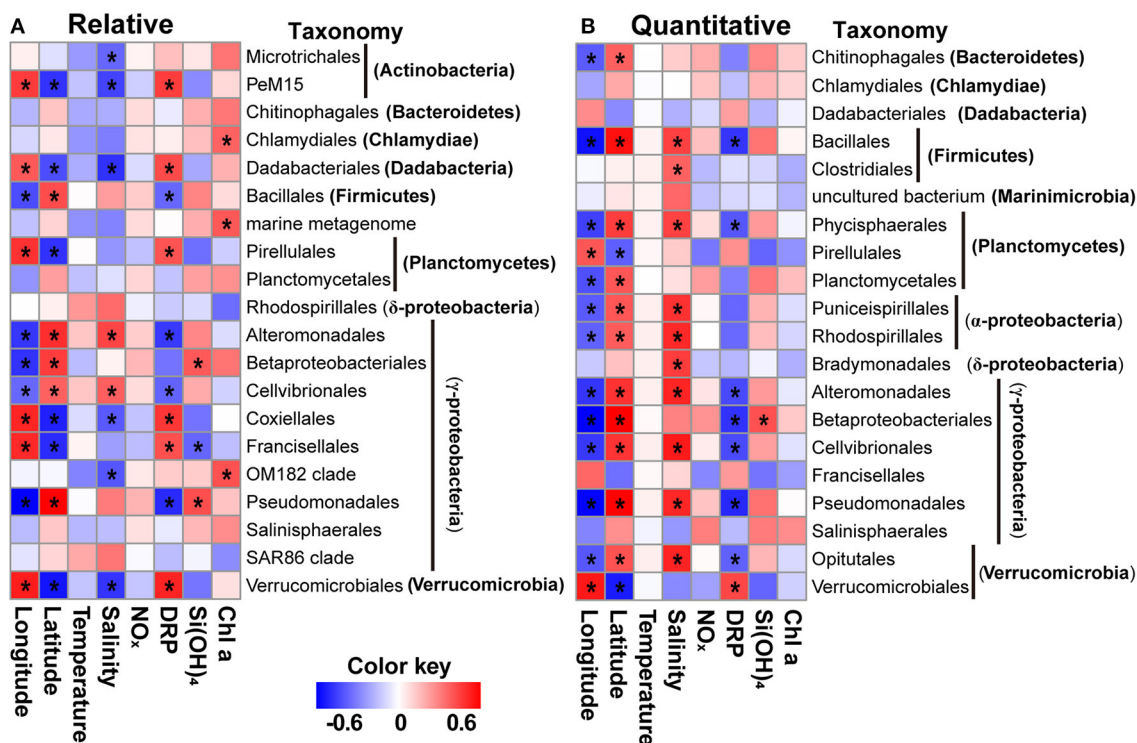 A
Relative
Taxonomy
Microtrichales
PeM15
(Actinobacteria)
Chitinophagales (Bacteroidetes)
Chlamydiales (Chlamydiae)
Dadabacteriales (Dadabacteria)
Bacillales (Firmicutes)
marine metagenome
Pirellulales
Planctomycetales
(Planctomycetes)
Rhodospirillales (δ-proteobacteria)
Alteromonadales
Betaproteobacteriales
Cellvibrionales
Coxiellales
Francisellales
OM182 clade
Pseudomonadales
Salinisphaerales
SAR86 clade
(γ-proteobacteria)
Verrucomicrobiales (Verrucomicrobia)
Longitude
Latitude
Temperature
Salinity
NOₓ
DRP
Si(OH)₄
Chl a
Color key
-0.6 0 0.6
B
Quantitative
Taxonomy
Chitinophagales (Bacteroidetes)
Chlamydiales (Chlamydiae)
Dadabacteriales (Dadabacteria)
Bacillales
Clostridiales
(Firmicutes)
uncultured bacterium (Marinimicrobia)
Phycisphaerales
Pirellulales
Planctomycetales
(Planctomycetes)
Puniceispirillales
Rhodospirillales
(α-proteobacteria)
Bradymonadales (δ-proteobacteria)
Alteromonadales
Betaproteobacteriales
Cellvibrionales
Francisellales
Pseudomonadales
Salinisphaerales
(γ-proteobacteria)
Opitutales
Verrucomicrobiales
(Verrucomicrobia)
Longitude
Latitude
Temperature
Salinity
NOₓ
DRP
Si(OH)₄
Chl a